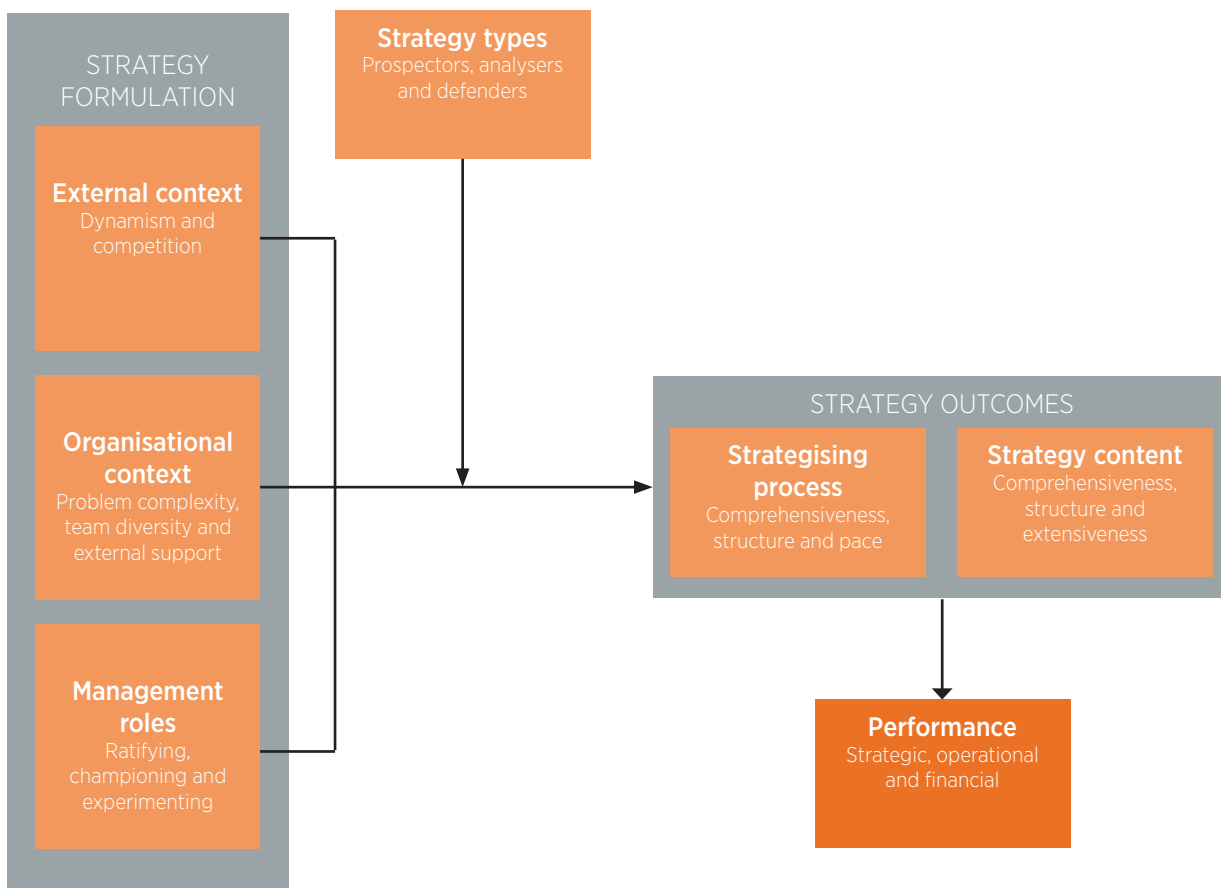 STRATEGY
FORMULATION
External context
Dynamism and
competition
Organisational
context
Problem complexity,
team diversity and
external support
Management
roles
Ratifying,
championing and
experimenting
Strategy types
Prospectors, analysers
and defenders
STRATEGY OUTCOMES
Strategising
process
Comprehensiveness,
structure and pace
Strategy content
Comprehensiveness,
structure and
extensiveness
Performance
Strategic, operational
and financial